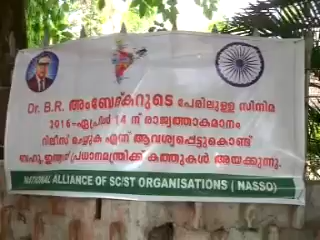 Dr. B.R. അംബേദ്കറുടെ പേരിലുള്ള സിനിമ
2016-ഏപ്രിൽ 14 ന് രാജ്യത്താകമാനം
റിലീസ് ചെയ്യുക എന്ന് ആവശ്യപ്പെട്ടുകൊണ്ട്
ബഹു. ഇന്ത്യൻ പ്രധാനമന്ത്രിക്ക് കത്തുകൾ അയക്കുന്നു.
NATIONAL ALLIANCE OF SC/ST ORGANISATIONS (NASSO)